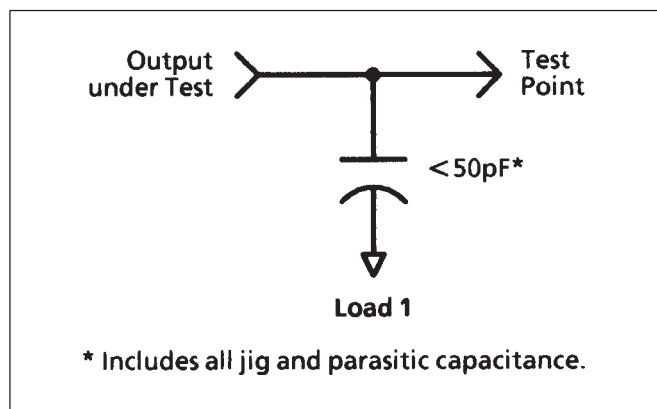 Output
under Test
Test
Point
<50pF*
Load 1
* Includes all jig and parasitic capacitance.